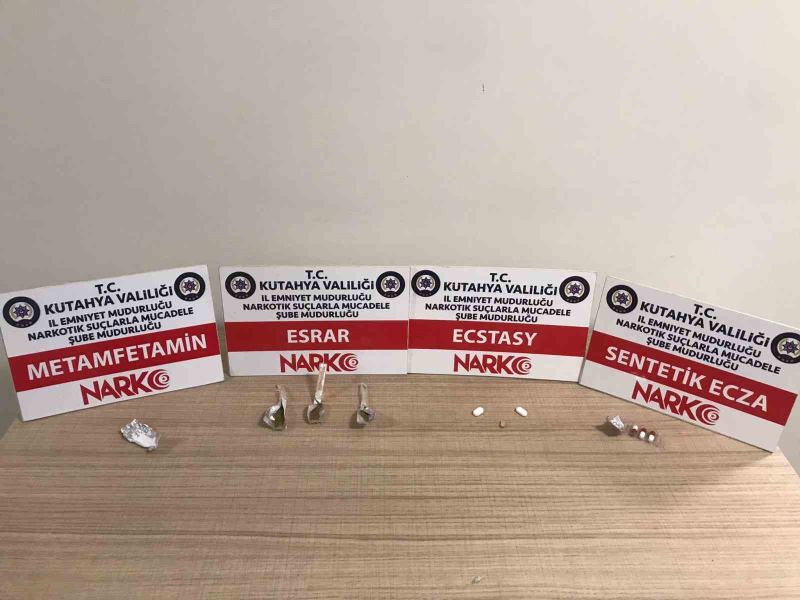 T.C.
KUTAHYA VALILIĞI
IL EMNIYET MUDURLUĞU
NARKOTIK SUÇLARLA MUCADELE
ŞUBE MUDURLUĞU
METAMFETAMİN
NARKO
T.C.
KUTAHYA VALILIĞI
IL EMNIYET MUDURLUĞU
NARKOTIK SUÇLARLA MUCADELE
ŞUBE MUDURLUĞU
ESRAR
NARKO
T.C.
KUTAHYA VALILIĞI
IL EMNIYET MUDURLUĞU
NARKOTIK SUÇLARLA MUCADELE
ŞUBE MUDURLUĞU
ECSTASY
NARKO
T.C.
KUTAHYA VALILIĞI
IL EMNIYET MUDURLUĞU
NARKOTIK SUÇLARLA MUCADELE
ŞUBE MUDURLUĞU
SENTETİK ECZA
NARKO